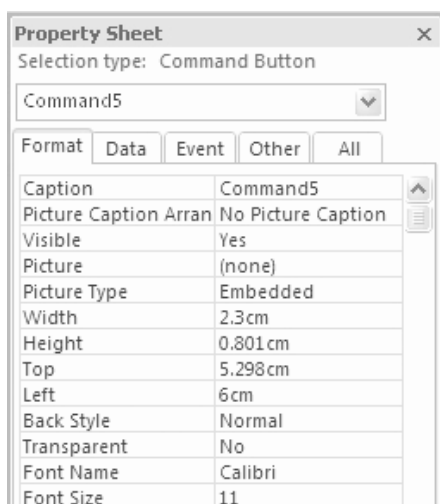 Property Sheet
Selection type: Command Button
Command5
Format Data Event Other All
Caption Command5
Picture Caption Arran No Picture Caption
Visible Yes
Picture (none)
Picture Type Embedded
Width 2.3cm
Height 0.801cm
Top 5.298cm
Left 6cm
Back Style Normal
Transparent No
Font Name Calibri
Font Size 11